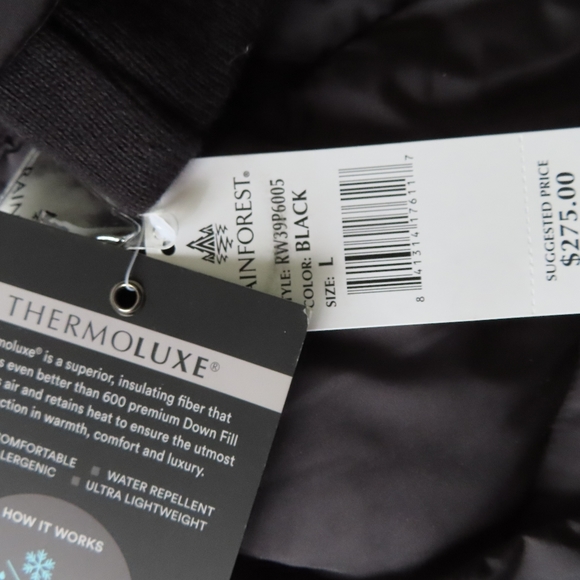 RAIN
AINFOREST®
TYLE: RW39P6005
COLOR: BLACK
SIZE: L
8 41314 17611 7
SUGGESTED PRICE
$275.00
THERMOLUXE®
moluxe® is a superior, insulating fiber that
s even better than 600 premium Down Fill
s air and retains heat to ensure the utmost
ction in warmth, comfort and luxury.
OMFORTABLE ■ WATER REPELLENT
LERGENIC ■ ULTRA LIGHTWEIGHT
HOW IT WORKS